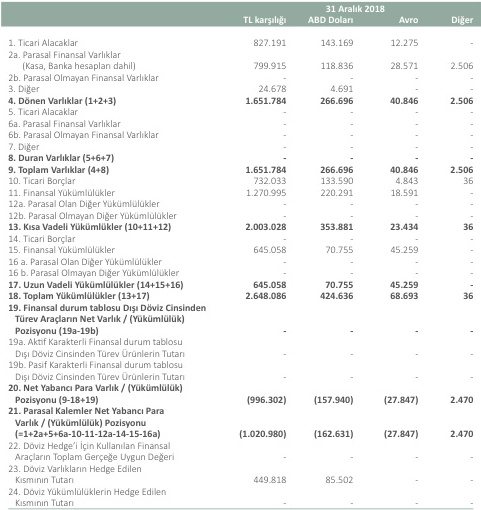 31 Aralık 2018
TL karşılığı ABD Doları Avro Diğer
1. Ticari Alacaklar 827.191 143.169 12.275 -
2a. Parasal Finansal Varlıklar
(Kasa, Banka hesapları dahil) 799.915 118.836 28.571 2.506
2b. Parasal Olmayan Finansal Varlıklar - - - -
3. Diğer 24.678 4.691 - -
4. Dönen Varlıklar (1+2+3) 1.651.784 266.696 40.846 2.506
5. Ticari Alacaklar - - - -
6a. Parasal Finansal Varlıklar - - - -
6b. Parasal Olmayan Finansal Varlıklar - - - -
7. Diğer - - - -
8. Duran Varlıklar (5+6+7) - - - -
9. Toplam Varlıklar (4+8) 1.651.784 266.696 40.846 2.506
10. Ticari Borçlar 732.033 133.590 4.843 36
11. Finansal Yükümlülükler 1.270.995 220.291 18.591 -
12a. Parasal Olan Diğer Yükümlülükler - - - -
12b. Parasal Olmayan Diğer Yükümlülükler - - - -
13. Kısa Vadeli Yükümlükler (10+11+12) 2.003.028 353.881 23.434 36
14. Ticari Borçlar - - - -
15. Finansal Yükümlülükler 645.058 70.755 45.259 -
16 a. Parasal Olan Diğer Yükümlülükler - - - -
16 b. Parasal Olmayan Diğer Yükümlülükler - - - -
17. Uzun Vadeli Yükümlülükler (14+15+16) 645.058 70.755 45.259 -
18. Toplam Yükümlülükler (13+17) 2.648.086 424.636 68.693 36
19. Finansal durum tablosu Dışı Döviz Cinsinden
Türev Araçların Net Varlık / (Yükümlülük)
Pozisyonu (19a-19b) - - - -
19a. Aktif Karakterli Finansal durum tablosu
Dışı Döviz Cinsinden Türev Ürünlerin Tutarı - - - -
19b. Pasif Karakterli Finansal durum tablosu
Dışı Döviz Cinsinden Türev Ürünlerin Tutarı - - - -
20. Net Yabancı Para Varlık / (Yükümlülük)
Pozisyonu (9-18+19) (996.302) (157.940) (27.847) 2.470
21. Parasal Kalemler Net Yabancı Para
Varlık / (Yükümlülük) Pozisyonu
(=1+2a+5+6a-10-11-12a-14-15-16a) (1.020.980) (162.631) (27.847) 2.470
22. Döviz Hedge'i İçin Kullanılan Finansal
Araçların Toplam Gerçeğe Uygun Değeri - - - -
23. Döviz Varlıkların Hedge Edilen
Kısmının Tutarı 449.818 85.502 - -
24. Döviz Yükümlülüklerin Hedge Edilen
Kısmının Tutarı - - - -